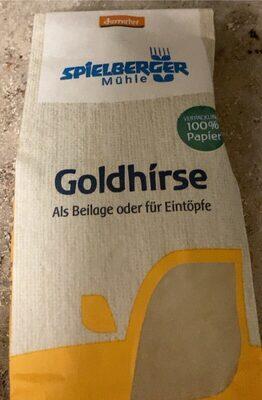 demeter
SPIELBERGER
Mühle
VERPACKUNG
100%
Papier
Goldhirse
Als Beilage oder für Eintöpfe